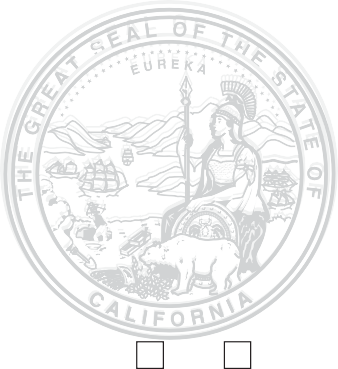 THE GREAT SEAL OF THE STATE OF
EUREKA
CALIFORNIA